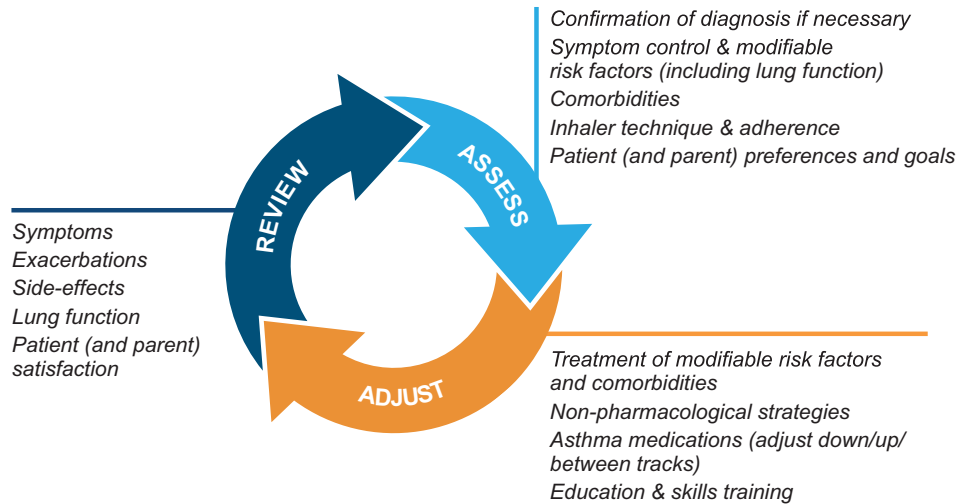 Confirmation of diagnosis if necessary
Symptom control & modifiable
risk factors (including lung function)
Comorbidities
Inhaler technique & adherence
Patient (and parent) preferences and goals
ASSESS
REVIEW
Symptoms
Exacerbations
Side-effects
Lung function
Patient (and parent)
satisfaction
ADJUST
Treatment of modifiable risk factors
and comorbidities
Non-pharmacological strategies
Asthma medications (adjust down/up/
between tracks)
Education & skills training